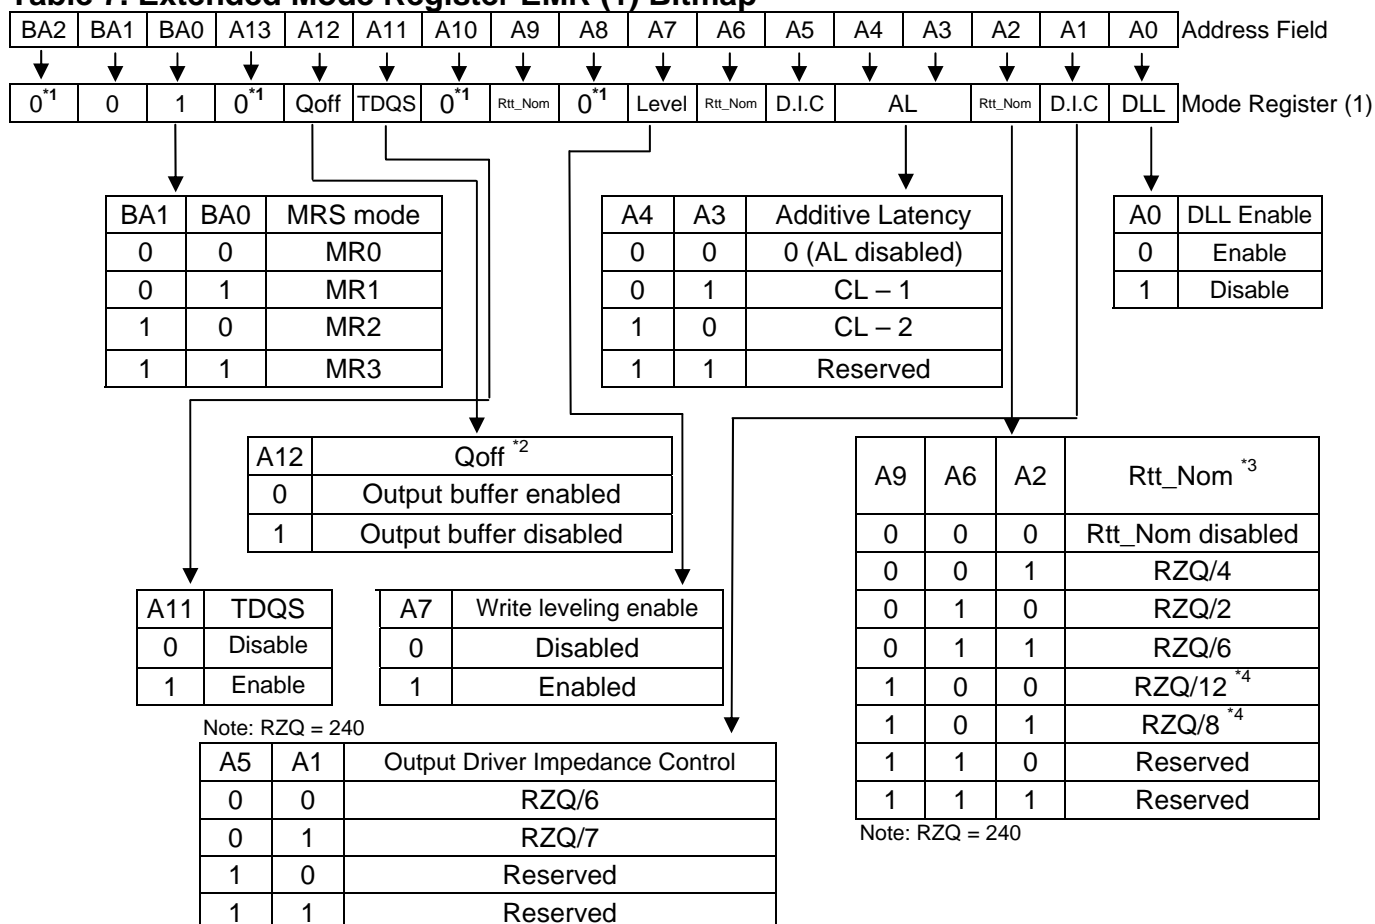 Table 7. Extended Mode Register EMR (1) Bitmap
BA2 BA1 BA0 A13 A12 A11 A10 A9 A8 A7 A6 A5 A4 A3 A2 A1 A0 Address Field
0*1 0 1 0*1 Qoff TDQS 0*1 Rtt_Nom 0*1 Level Rtt_Nom D.I.C AL Rtt_Nom D.I.C DLL Mode Register (1)
BA1 BA0 MRS mode
0 0 MR0
0 1 MR1
1 0 MR2
1 1 MR3
A4 A3 Additive Latency
0 0 0 (AL disabled)
0 1 CL – 1
1 0 CL – 2
1 1 Reserved
A0 DLL Enable
0 Enable
1 Disable
A12 Qoff *2
0 Output buffer enabled
1 Output buffer disabled
A9 A6 A2 Rtt_Nom *3
0 0 0 Rtt_Nom disabled
0 0 1 RZQ/4
0 1 0 RZQ/2
0 1 1 RZQ/6
1 0 0 RZQ/12 *4
1 0 1 RZQ/8 *4
1 1 0 Reserved
1 1 1 Reserved
Note: RZQ = 240
A11 TDQS
0 Disable
1 Enable
A7 Write leveling enable
0 Disabled
1 Enabled
Note: RZQ = 240
A5 A1 Output Driver Impedance Control
0 0 RZQ/6
0 1 RZQ/7
1 0 Reserved
1 1 Reserved